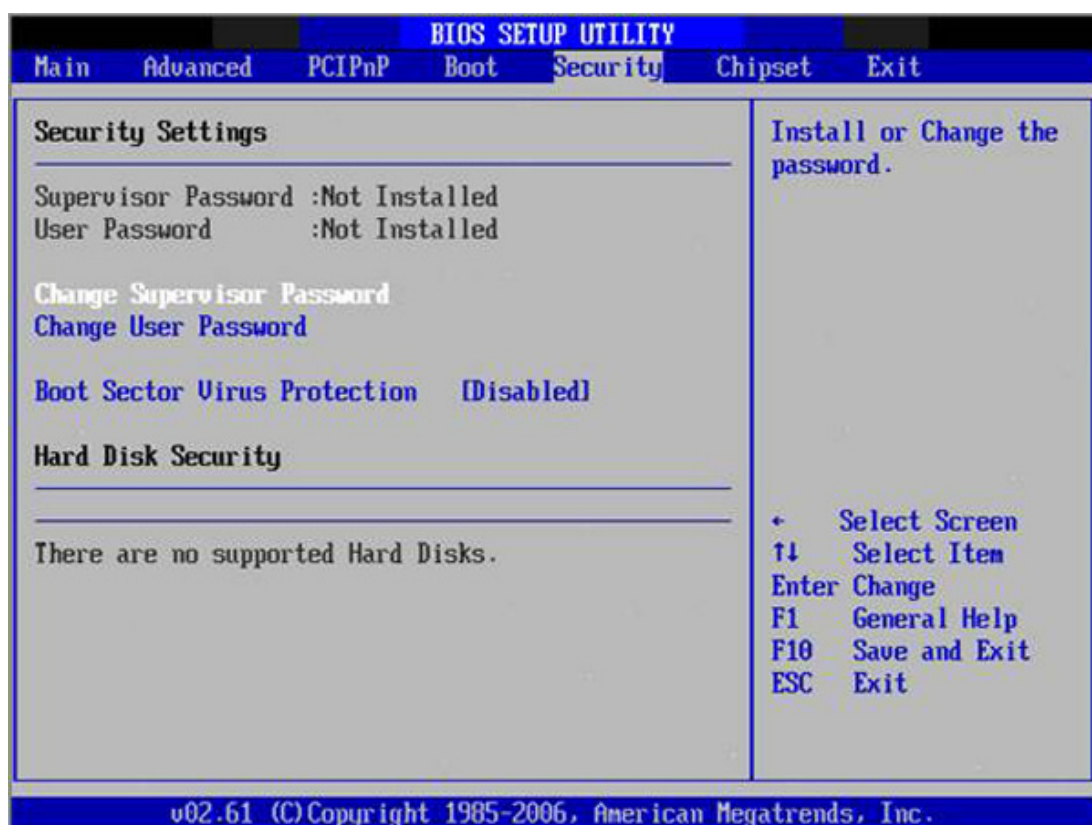 BIOS SETUP UTILITY
Main Advanced PCIPnP Boot Security Chipset Exit
Security Settings
Supervisor Password :Not Installed
User Password :Not Installed
Change Supervisor Password
Change User Password
Boot Sector Virus Protection [Disabled]
Hard Disk Security
There are no supported Hard Disks.
Install or Change the
password.
← Select Screen
↑↓ Select Item
Enter Change
F1 General Help
F10 Save and Exit
ESC Exit
v02.61 (C)Copyright 1985-2006, American Megatrends, Inc.